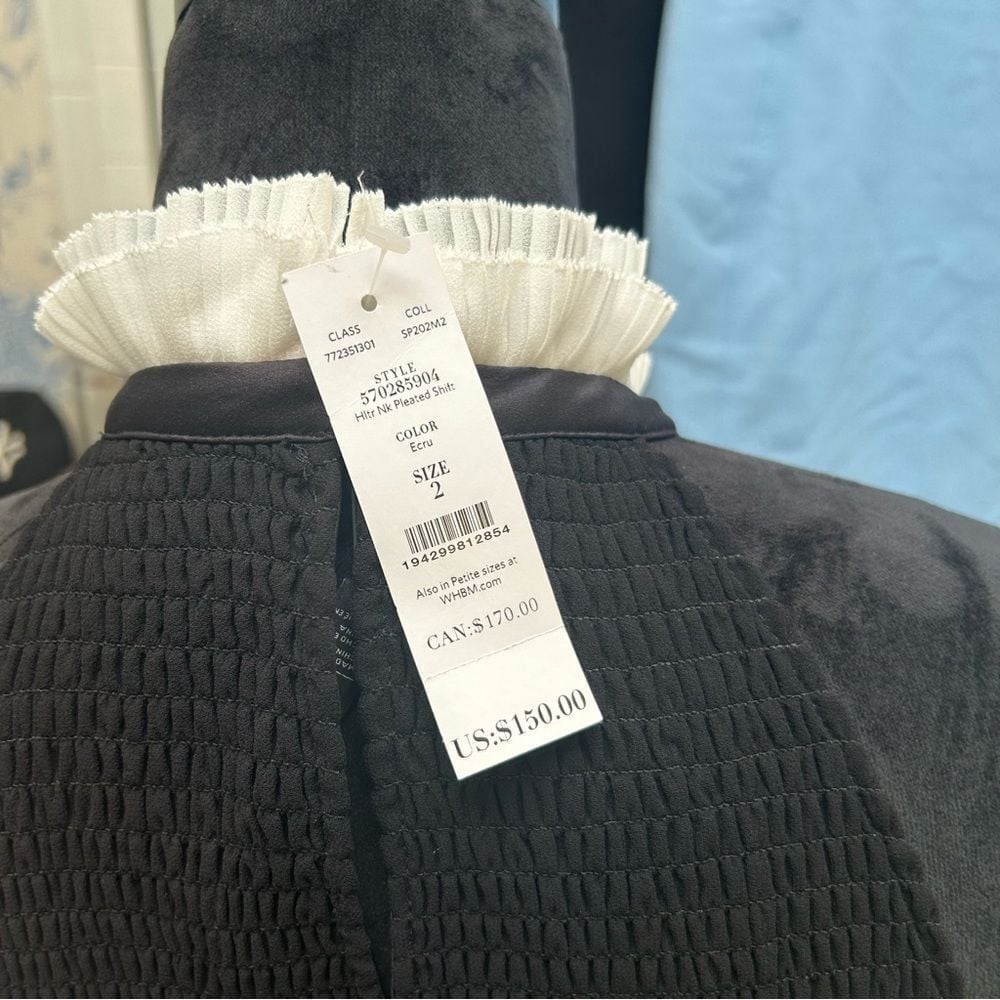 CLASS
772351301
COLL
SP202M2
STYLE
570285904
Hltr Nk Pleated Shift
COLOR
Ecru
SIZE
2
194299812854
Also in Petite sizes at
WHBM.com
CAN:$170.00
US:$150.00